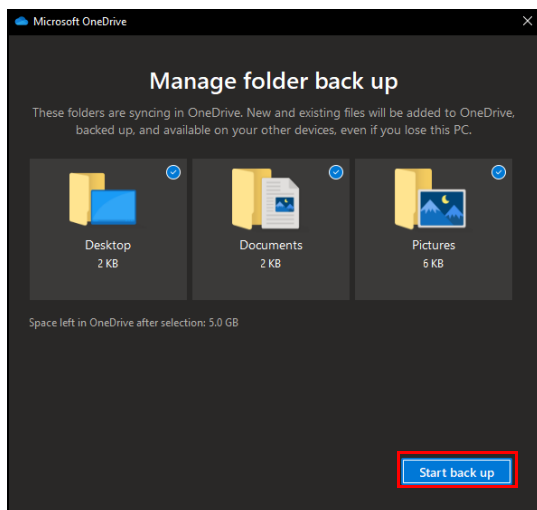 Microsoft OneDrive
Manage folder back up
These folders are syncing in OneDrive. New and existing files will be added to OneDrive,
backed up, and available on your other devices, even if you lose this PC.
Desktop
2 KB
Documents
2 KB
Pictures
6 KB
Space left in OneDrive after selection: 5.0 GB
Start back up